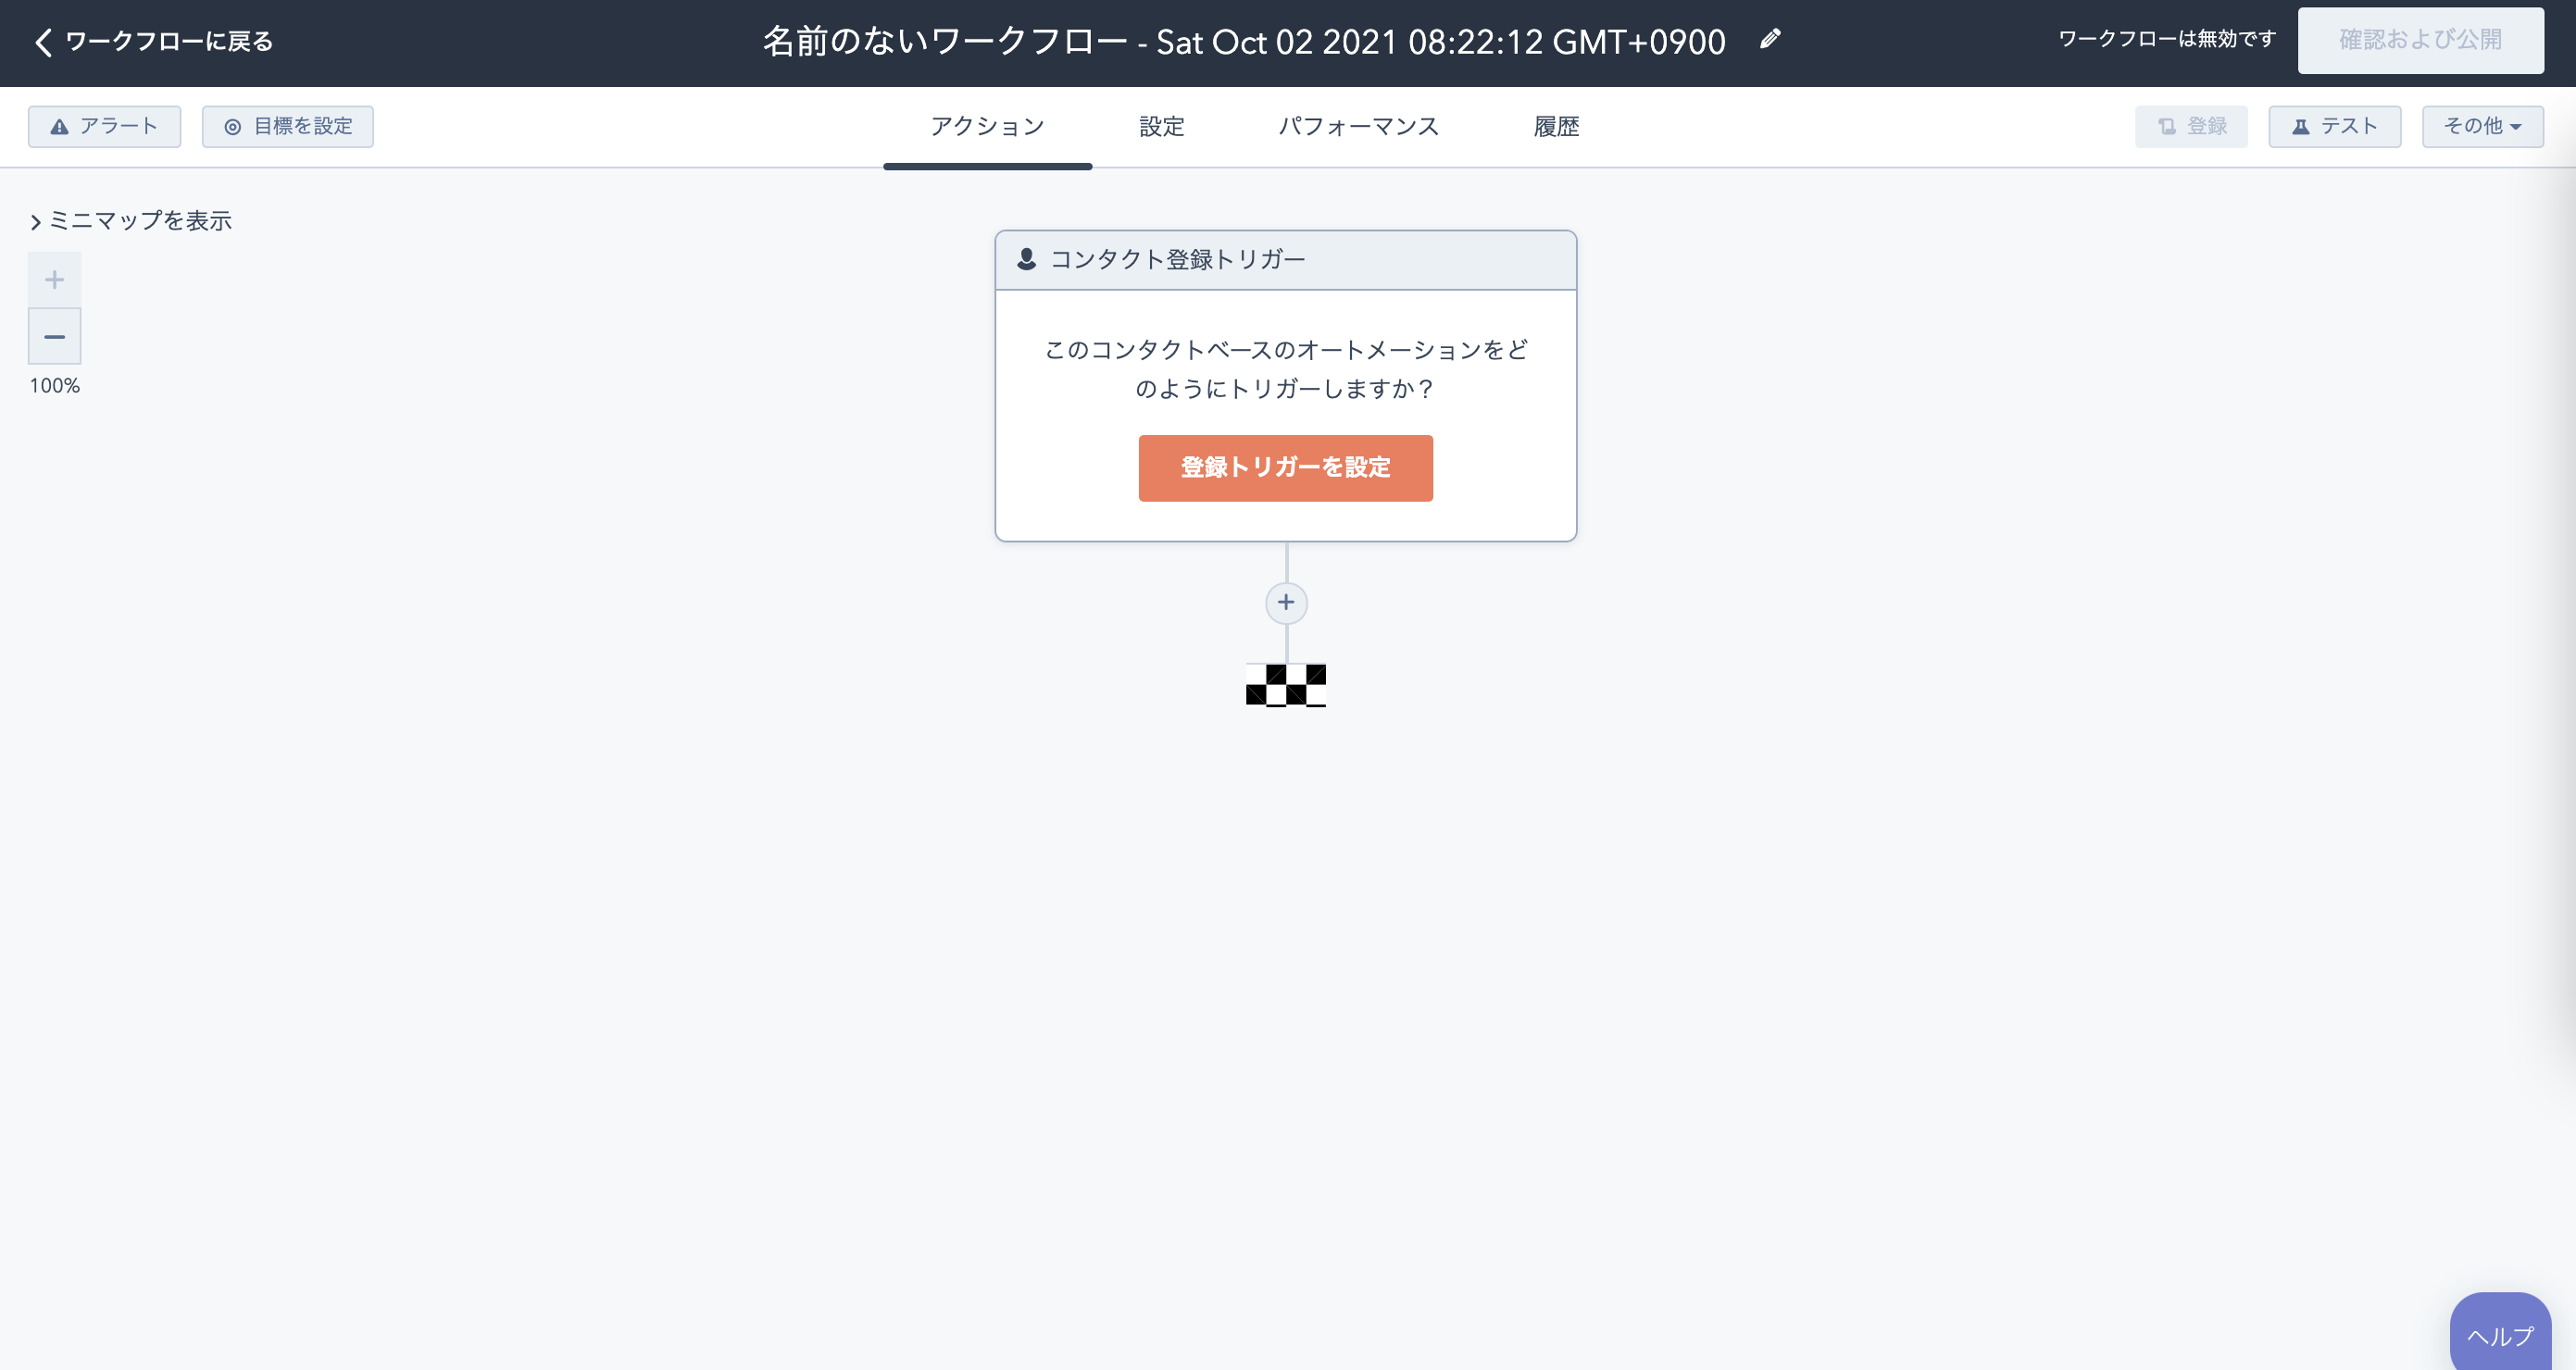 ワークフローに戻る
名前のないワークフロー - Sat Oct 02 2021 08:22:12 GMT+0900
ワークフローは無効です
確認および公開
アラート
目標を設定
アクション
設定
パフォーマンス
履歴
登録
テスト
その他
ミニマップを表示
+
−
100%
コンタクト登録トリガー
このコンタクトベースのオートメーションをど
のようにトリガーしますか？
登録トリガーを設定
+
ヘルプ